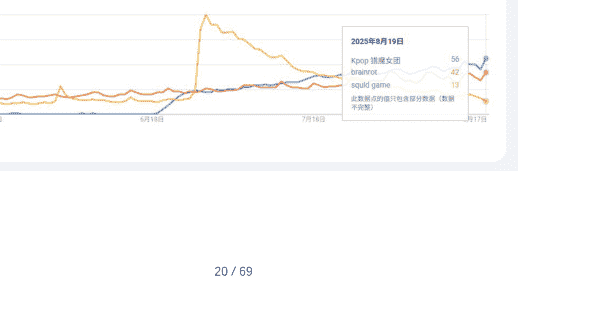 2025年8月19日
Kpop 猎魔女团 56
brainrot 42
squid game 13
此数据点的值只包含部分数据（数据
不完整）
6月18日 7月16日 8月17日
20 / 69